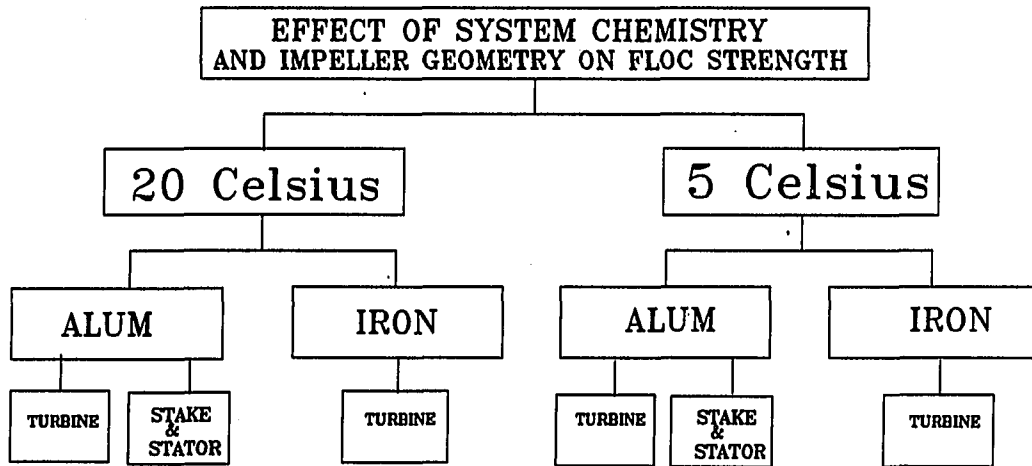 EFFECT OF SYSTEM CHEMISTRY
AND IMPELLER GEOMETRY ON FLOC STRENGTH
20 Celsius
5 Celsius
ALUM
IRON
ALUM
IRON
TURBINE
STAKE
&
STATOR
TURBINE
TURBINE
STAKE
&
STATOR
TURBINE